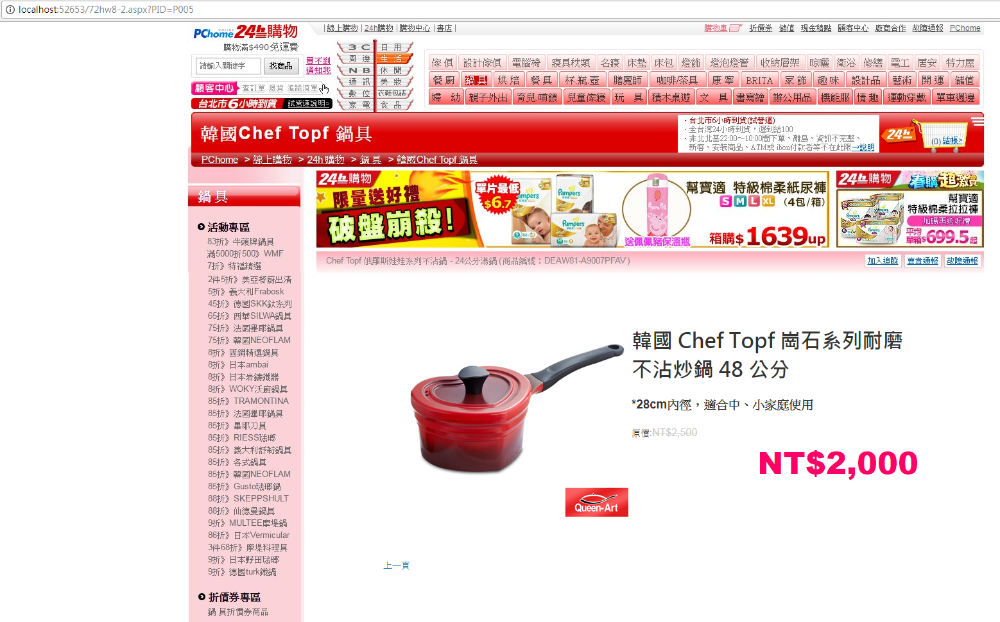 localhost:52653/72hw8-2.aspx?PID=P005
PChome ONLINE 24h購物
線上購物 | 24h購物 | 購物中心 | 書店 |
購物車 折價券 儲值 現金積點 顧客中心 廠商合作 故障通報 PChome
購物滿$490免運費
請輸入關鍵字 找商品 買不到通知我
顧客中心 查訂單 退貨 追蹤清單
台北市6小時到貨 試營運說明>
3 C 日 用
周 邊 生 活
N B 休 閒
通 訊 美 妝
數 位 衣鞋包錶
家 電 食 品
傢 俱 設計傢俱 電腦椅 寢具枕類 名寢 床墊 床包 燈飾 燈泡燈管 收納層架 晾曬 衛浴 修繕 電工 居安 特力屋
餐 廚 鍋 具 烘 焙 餐 具 杯.瓶.壺 膳魔師 咖啡/茶具 康 寧 BRITA 家 飾 趣 味 設計品 藝術 開 運 儲值
婦 幼 親子外出 育兒.哺餵 兒童傢寢 玩 具 積木桌遊 文 具 書寫繪 辦公用品 機能服 情 趣 運動穿戴 單車週邊
韓國Chef Topf 鍋具
・台北市6小時到貨(試營運)
・全台灣24小時到貨，遲到給100
・非北北基22:00～10:00間下單、離島、資訊不完整、
新客、安裝商品、ATM或 ibon付款者等不在此限→說明
24h (0) 結帳>
PChome > 線上購物 > 24h 購物 > 鍋 具 > 韓國Chef Topf 鍋具
鍋 具
活動專區
83折》牛頭牌鍋具
滿5000折500》WMF
7折》特福精選
2件5折》美亞餐廚出清
5折》義大利Frabosk
45折》德國SKK鈦系列
65折》西華SILWA鍋具
75折》法國畢耶鍋具
75折》韓國NEOFLAM
8折》固鋼精選鍋具
8折》日本ambai
8折》日本岩鑄鐵器
8折》WOKY沃廚鍋具
85折》TRAMONTINA
85折》法國畢耶鍋具
85折》畢耶刀具
85折》RIESS琺瑯
85折》義大利舒莉鍋具
85折》各式鍋具
85折》韓國NEOFLAM
85折》Gusto琺瑯鍋
88折》SKEPPSHULT
88折》仙德曼鍋具
9折》MULTEE摩堤鍋
86折》日本Vermicular
3件68折》摩堤料理具
9折》日本野田琺瑯
9折》德國turk鐵鍋
折價券專區
鍋 具折價券商品
24h購物
限量送好禮
破盤崩殺!
單片最低
$6.7
Pampers
Pampers
Pampers
Peppa Pig
送佩佩豬保溫瓶
幫寶適 特級棉柔紙尿褲
S M L XL (4包/箱)
箱購$1639up
24h購物 春購超激賞
幫寶適
特級棉柔拉拉褲
加碼再送好禮
平均單箱$699.5起
Chef Topf 俄羅斯娃娃系列不沾鍋 - 24公分湯鍋 (商品編號：DEAW81-A9007PFAV)
加入追蹤 賣貴通報 故障通報
韓國 Chef Topf 崗石系列耐磨
不沾炒鍋 48 公分
*28cm內徑，適合中、小家庭使用
原價:NT$2,500
NT$2,000
Queen-Art
上一頁